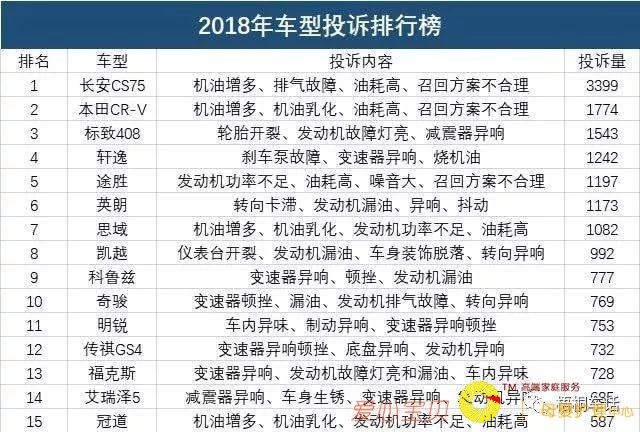 2018年车型投诉排行榜
排名 车型 投诉内容 投诉量
1 长安CS75 机油增多、排气故障、油耗高、召回方案不合理 3399
2 本田CR-V 机油增多、机油乳化、油耗高、召回方案不合理 1774
3 标致408 轮胎开裂、发动机故障灯亮、减震器异响 1543
4 轩逸 刹车泵故障、变速器异响、烧机油 1242
5 途胜 发动机功率不足、油耗高、噪音大、召回方案不合理 1197
6 英朗 转向卡滞、发动机漏油、异响、抖动 1173
7 思域 机油增多、机油乳化、发动机功率不足、油耗高 1082
8 凯越 仪表台开裂、发动机漏油、车身装饰脱落、转向异响 992
9 科鲁兹 变速器异响、顿挫、发动机漏油 777
10 奇骏 变速器顿挫、漏油、发动机排气故障、转向异响 769
11 明锐 车内异味、制动异响、变速器异响顿挫 753
12 传祺GS4 变速器异响顿挫、底盘异响、发动机异响 732
13 福克斯 变速器异响、发动机故障灯亮和漏油、车内异味 728
TM.高端家庭服务
14 艾瑞泽5 减震器异响、车身生锈、变速器异响、发动机异响 685
爱心宝贝
15 冠道 机油增多、机油乳化、发动机功率不足、油耗高 587